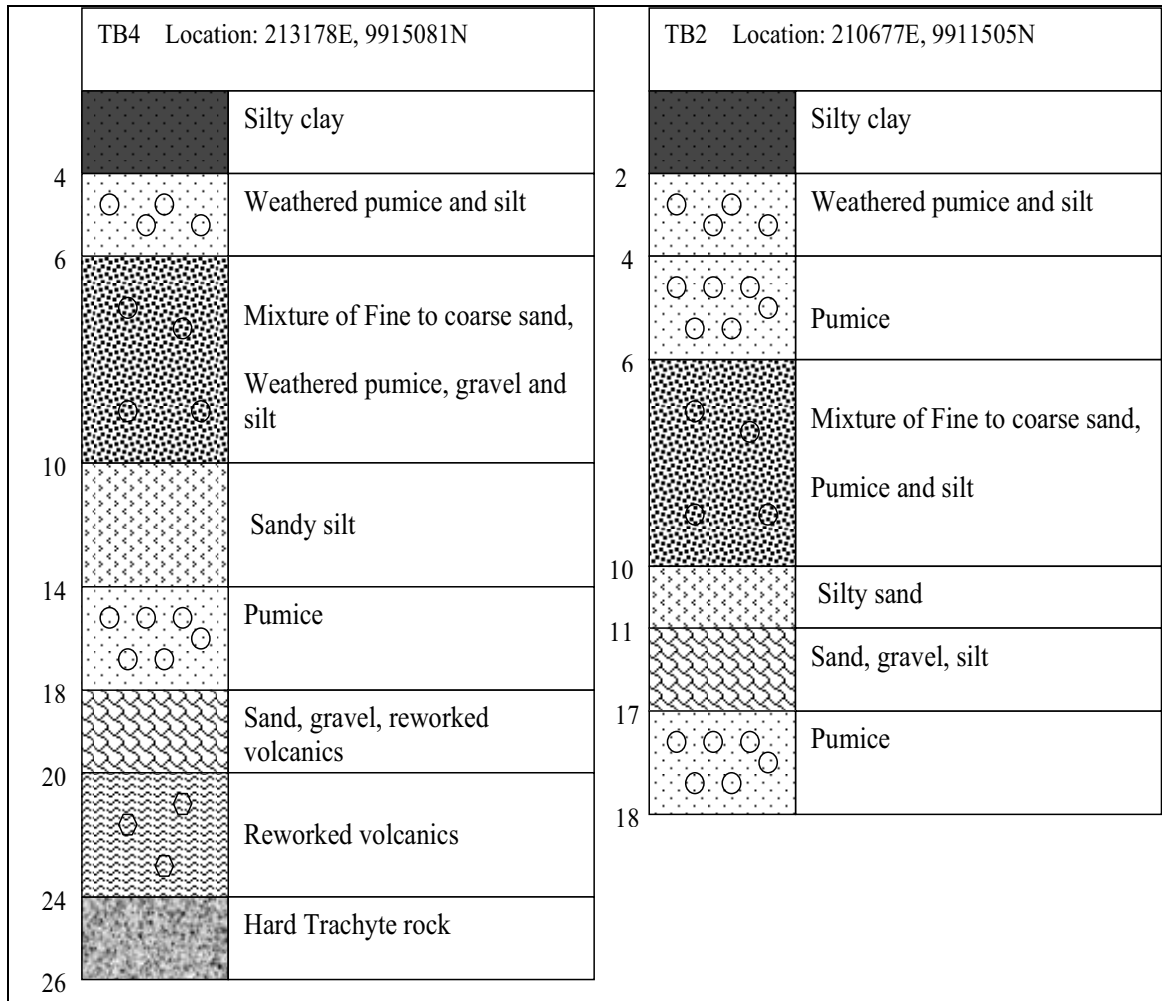 TB4 Location: 213178E, 9915081N
Silty clay
4
Weathered pumice and silt
6
Mixture of Fine to coarse sand,
Weathered pumice, gravel and
silt
10
Sandy silt
14
Pumice
18
Sand, gravel, reworked
volcanics
20
Reworked volcanics
24
Hard Trachyte rock
26
TB2 Location: 210677E, 9911505N
Silty clay
2
Weathered pumice and silt
4
Pumice
6
Mixture of Fine to coarse sand,
Pumice and silt
10
Silty sand
11
Sand, gravel, silt
17
Pumice
18